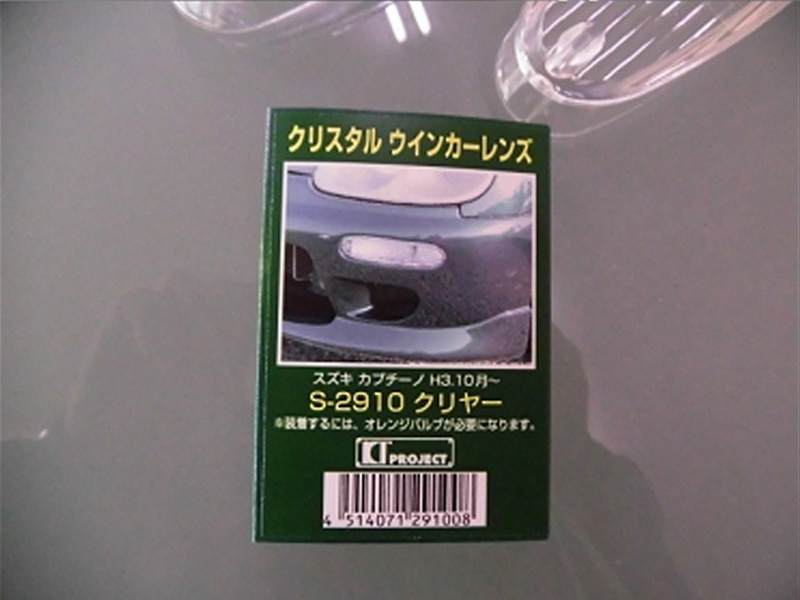 クリスタル ウインカーレンズ
スズキ カプチーノ H3.10月~
S-2910 クリヤー
※装着するには、オレンジバルブが必要になります。
CT PROJECT
4 514071 291008